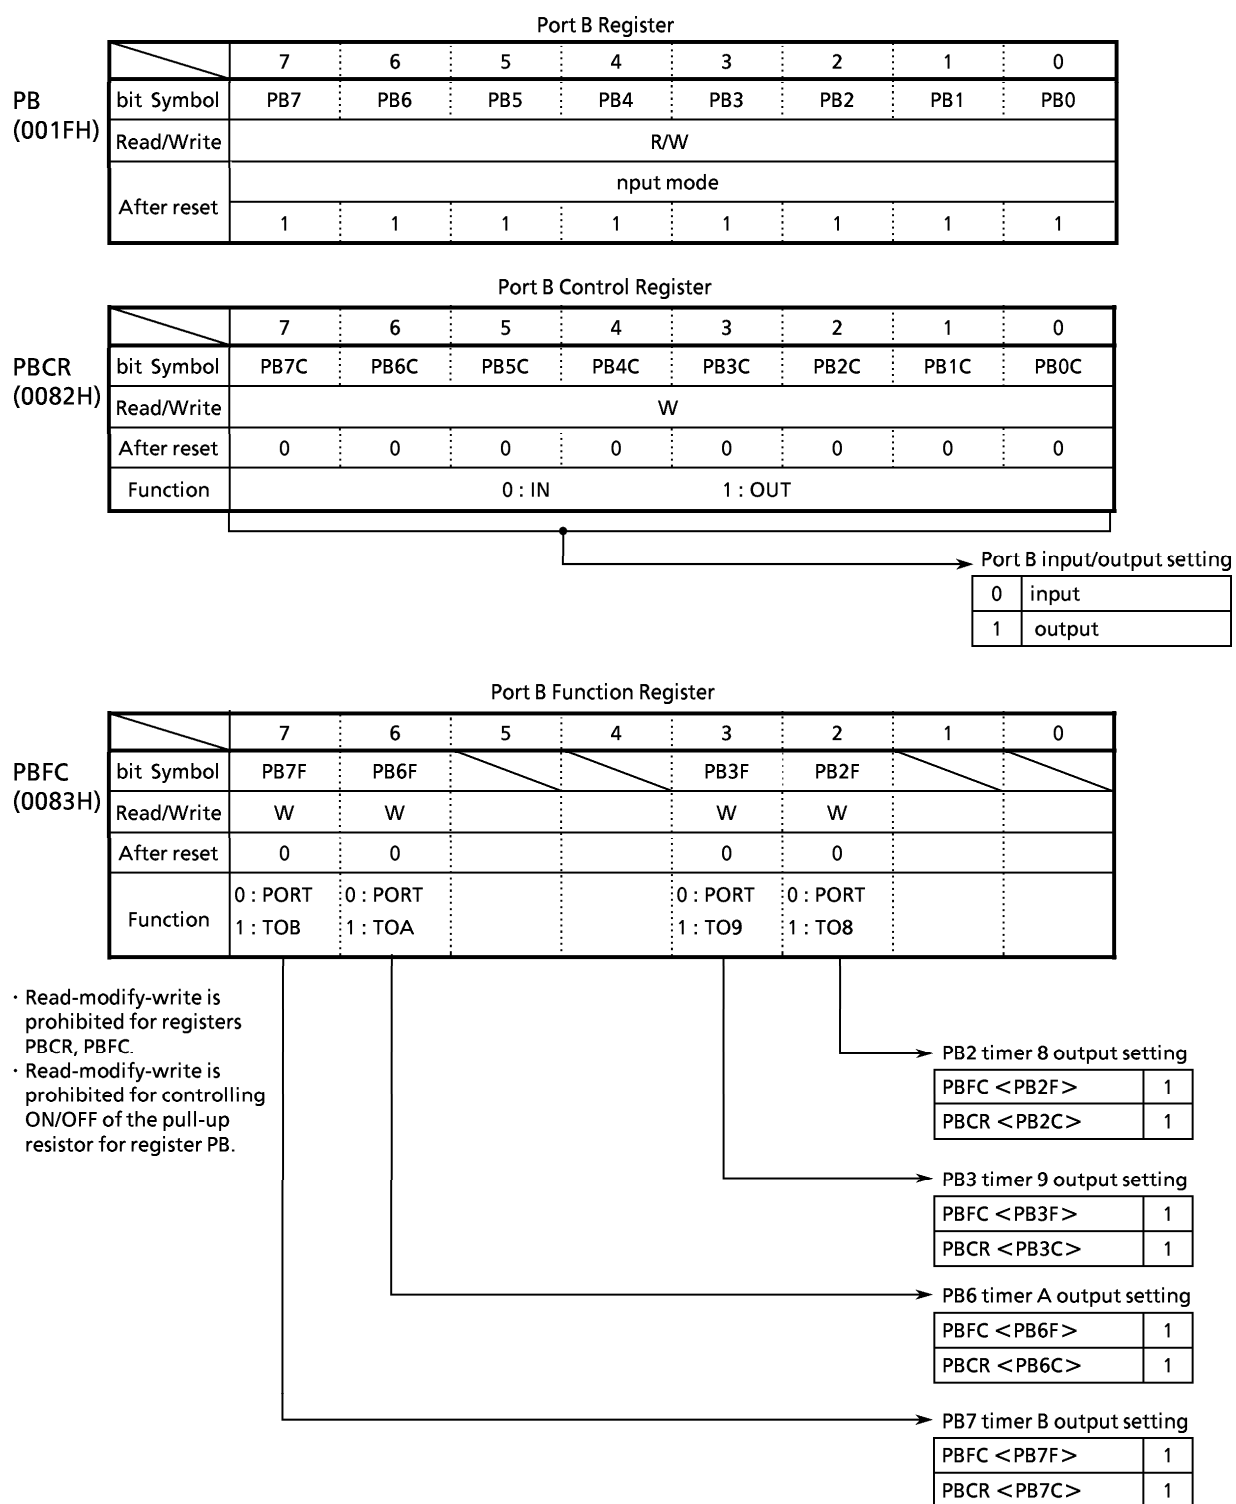 Port B Register
7 6 5 4 3 2 1 0
PB
(001FH)
bit Symbol PB7 PB6 PB5 PB4 PB3 PB2 PB1 PB0
Read/Write R/W
After reset
nput mode
1 1 1 1 1 1 1 1
Port B Control Register
7 6 5 4 3 2 1 0
PBCR
(0082H)
bit Symbol PB7C PB6C PB5C PB4C PB3C PB2C PB1C PB0C
Read/Write W
After reset 0 0 0 0 0 0 0 0
Function 0 : IN 1 : OUT
Port B input/output setting
0 input
1 output
Port B Function Register
7 6 5 4 3 2 1 0
PBFC
(0083H)
bit Symbol PB7F PB6F PB3F PB2F
Read/Write W W W W
After reset 0 0 0 0
Function
0 : PORT 0 : PORT 0 : PORT 0 : PORT
1 : TOB 1 : TOA 1 : TO9 1 : TO8
· Read-modify-write is
prohibited for registers
PBCR, PBFC.
· Read-modify-write is
prohibited for controlling
ON/OFF of the pull-up
resistor for register PB.
PB2 timer 8 output setting
PBFC <PB2F> 1
PBCR <PB2C> 1
PB3 timer 9 output setting
PBFC <PB3F> 1
PBCR <PB3C> 1
PB6 timer A output setting
PBFC <PB6F> 1
PBCR <PB6C> 1
PB7 timer B output setting
PBFC <PB7F> 1
PBCR <PB7C> 1